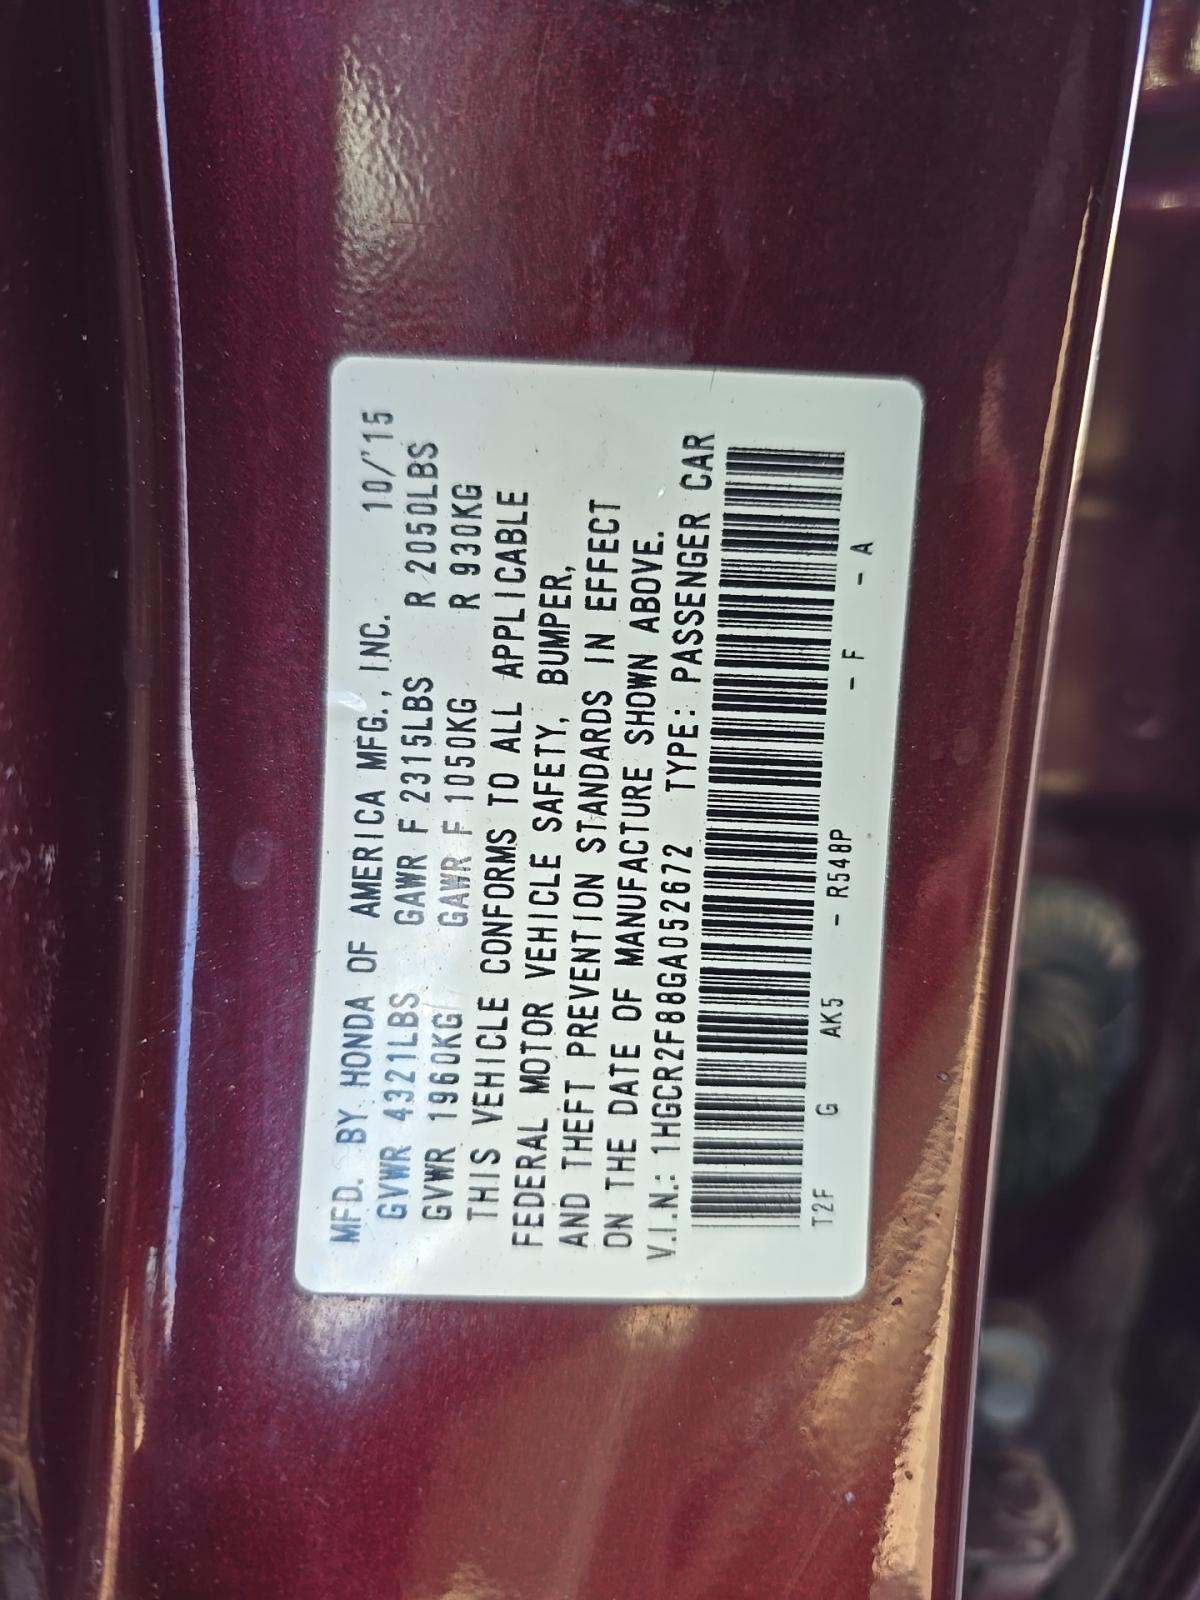 MFD. BY HONDA OF AMERICA MFG., INC. 10/'15
GVWR 4321LBS GAWR F 2315LBS R 2050LBS
GVWR 1960KG GAWR F 1050KG R 930KG
THIS VEHICLE CONFORMS TO ALL APPLICABLE
FEDERAL MOTOR VEHICLE SAFETY, BUMPER,
AND THEFT PREVENTION STANDARDS IN EFFECT
ON THE DATE OF MANUFACTURE SHOWN ABOVE.
V.I.N.: 1HGCR2F88GA052672 TYPE: PASSENGER CAR
T2F G AK5 - R548P - F - A